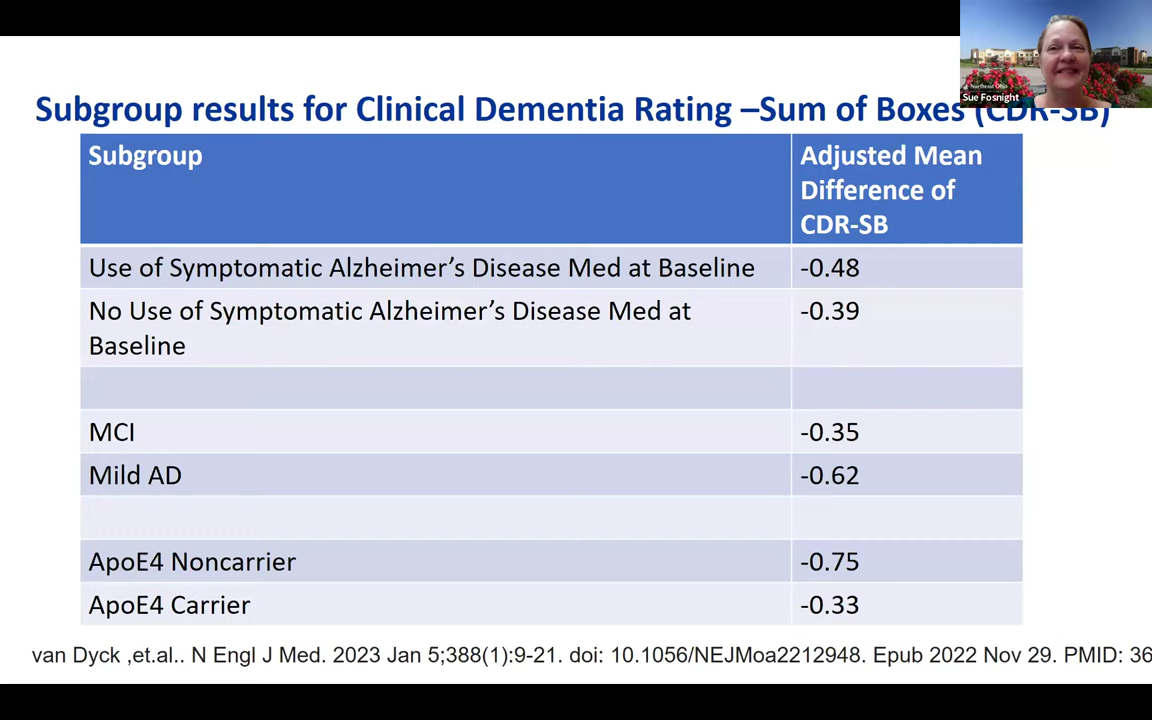 Northeast Ohio
Sue Fosnight
Subgroup results for Clinical Dementia Rating –Sum of Boxes (CDR-SB)
Subgroup
Adjusted Mean
Difference of
CDR-SB
Use of Symptomatic Alzheimer’s Disease Med at Baseline
-0.48
No Use of Symptomatic Alzheimer’s Disease Med at
Baseline
-0.39
MCI
-0.35
Mild AD
-0.62
ApoE4 Noncarrier
-0.75
ApoE4 Carrier
-0.33
van Dyck ,et.al.. N Engl J Med. 2023 Jan 5;388(1):9-21. doi: 10.1056/NEJMoa2212948. Epub 2022 Nov 29. PMID: 36